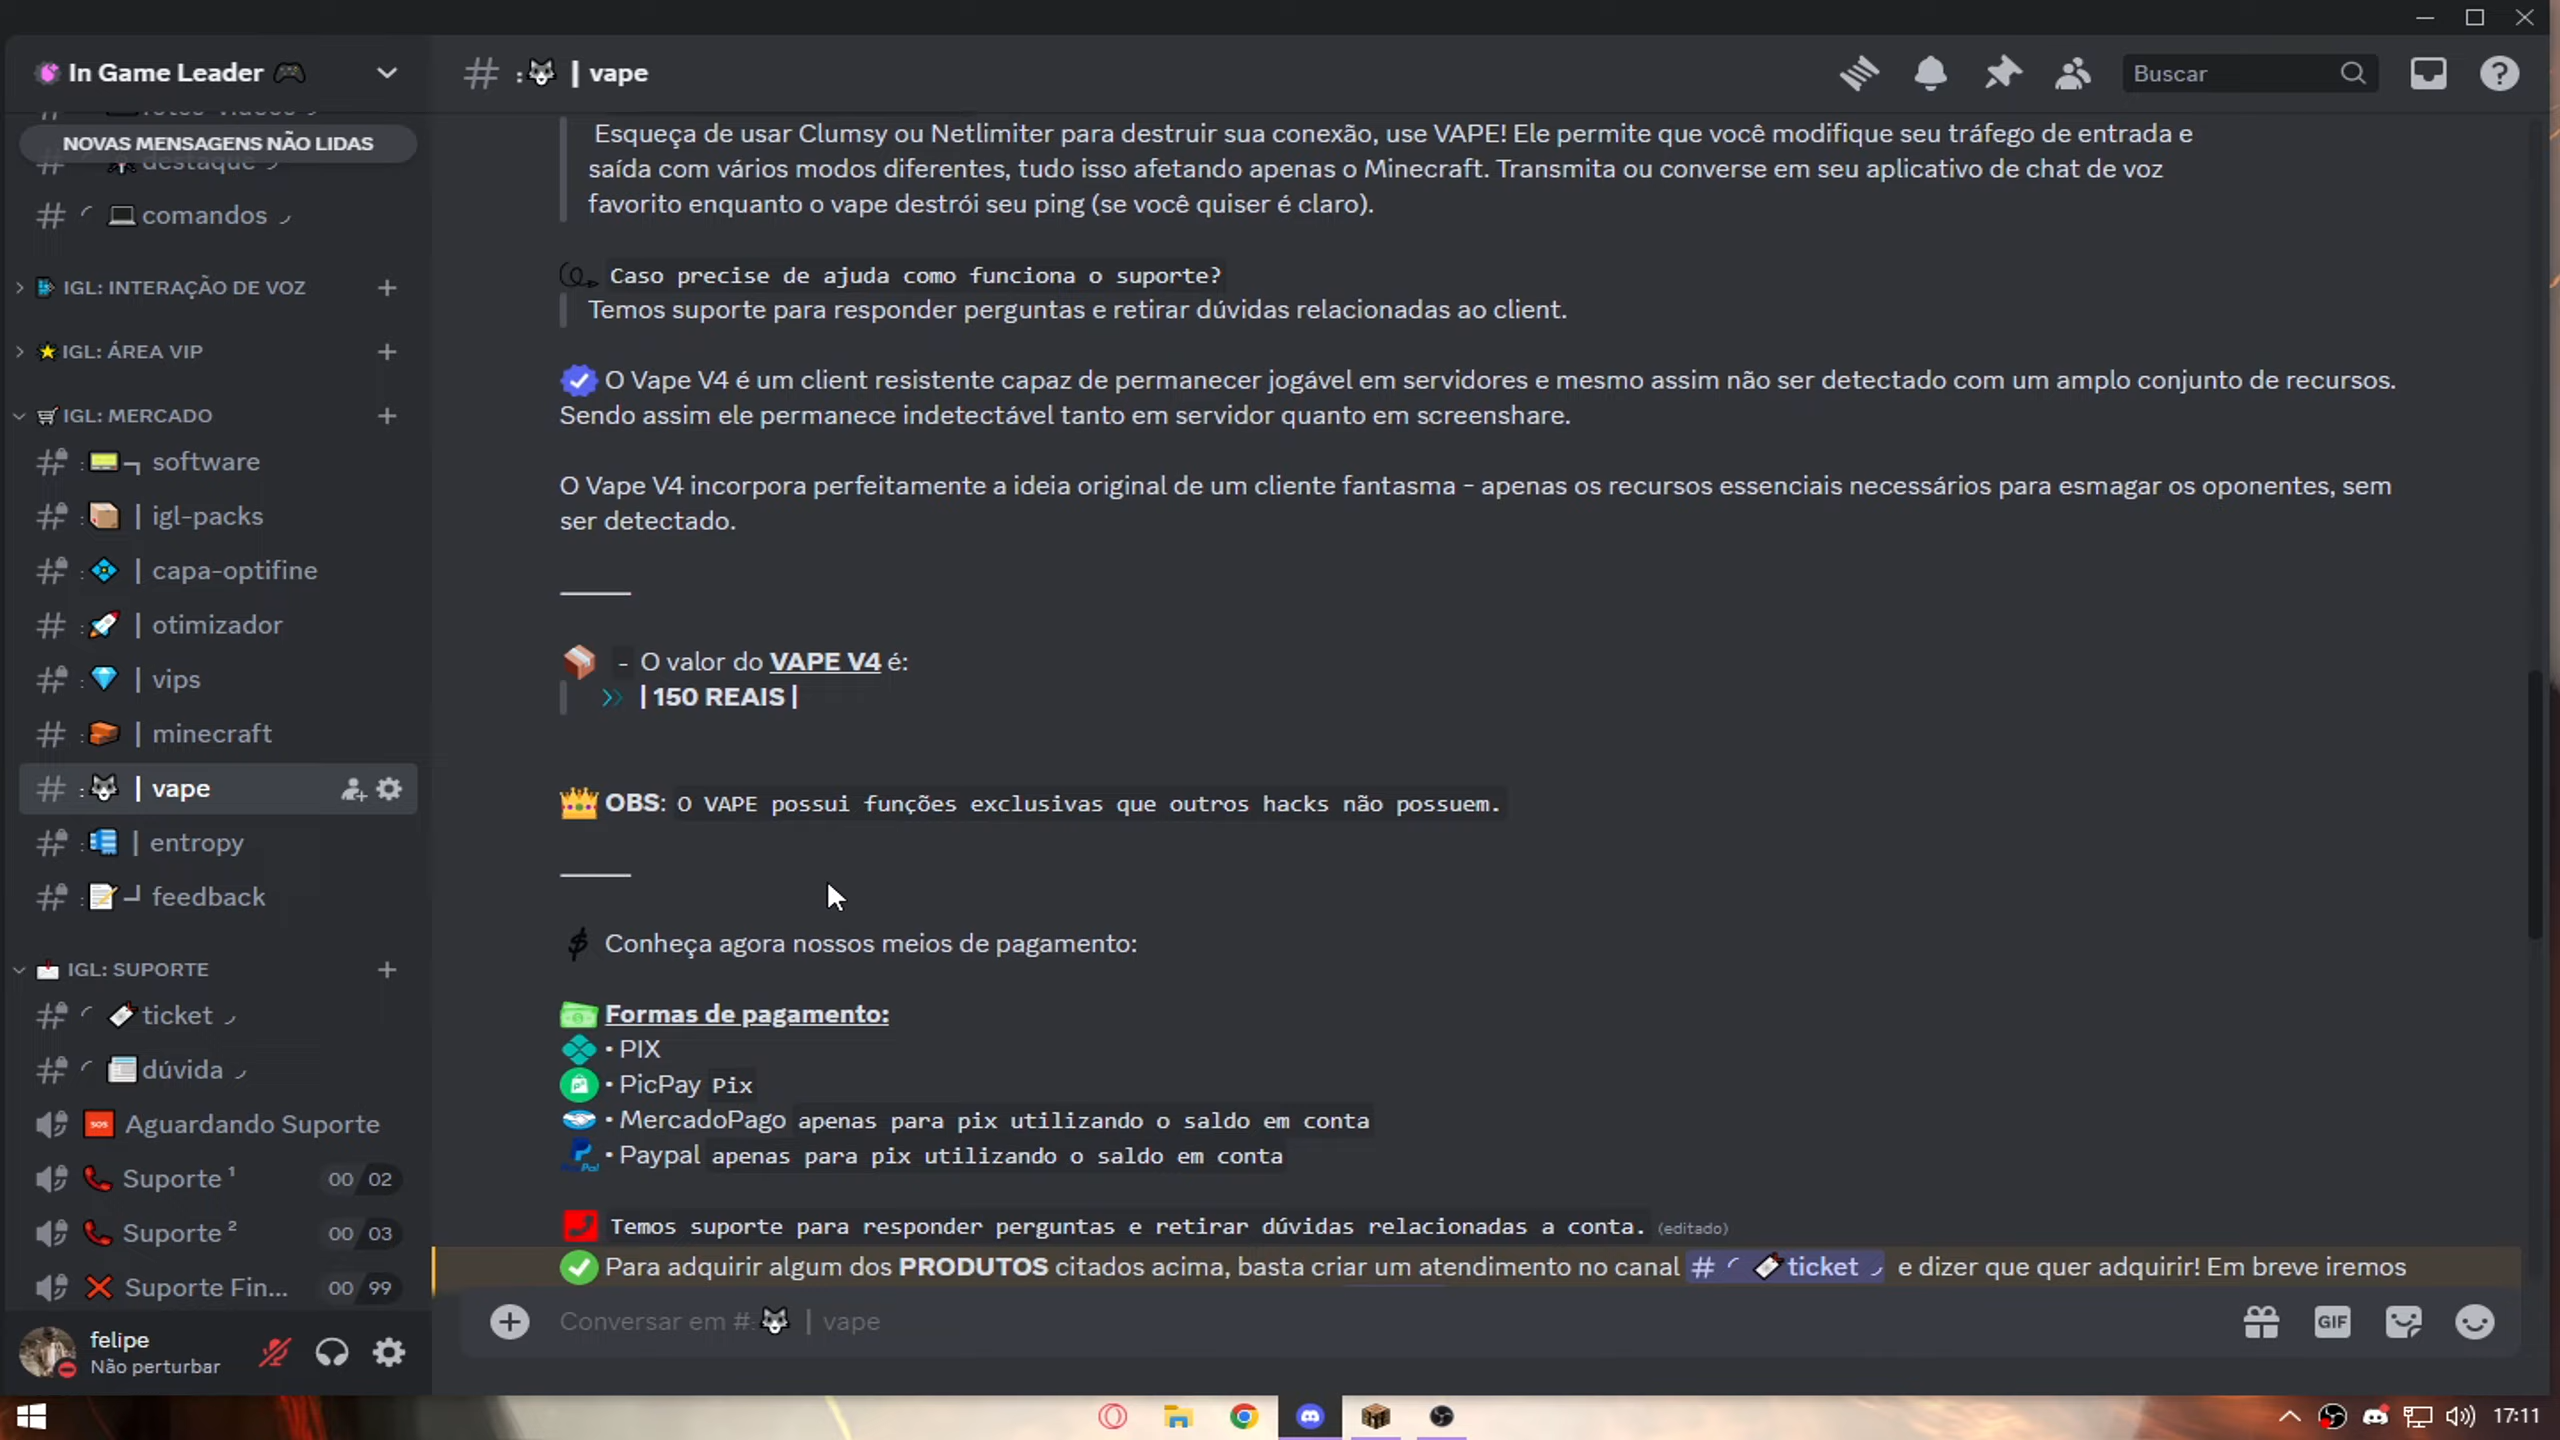 In Game Leader
NOVAS MENSAGENS NÃO LIDAS
destaque
comandos
IGL: INTERAÇÃO DE VOZ
IGL: ÁREA VIP
IGL: MERCADO
software
| igl-packs
| capa-optifine
| otimizador
| vips
| minecraft
| vape
| entropy
feedback
IGL: SUPORTE
ticket
dúvida
SOS Aguardando Suporte
Suporte ¹ 00 02
Suporte ² 00 03
Suporte Fin... 00 99
felipe
Não perturbar
# : | vape
Buscar
Esqueça de usar Clumsy ou Netlimiter para destruir sua conexão, use VAPE! Ele permite que você modifique seu tráfego de entrada e
saída com vários modos diferentes, tudo isso afetando apenas o Minecraft. Transmita ou converse em seu aplicativo de chat de voz
favorito enquanto o vape destrói seu ping (se você quiser é claro).
Caso precise de ajuda como funciona o suporte?
Temos suporte para responder perguntas e retirar dúvidas relacionadas ao client.
O Vape V4 é um client resistente capaz de permanecer jogável em servidores e mesmo assim não ser detectado com um amplo conjunto de recursos.
Sendo assim ele permanece indetectável tanto em servidor quanto em screenshare.
O Vape V4 incorpora perfeitamente a ideia original de um cliente fantasma - apenas os recursos essenciais necessários para esmagar os oponentes, sem
ser detectado.
- O valor do VAPE V4 é:
| 150 REAIS |
OBS: O VAPE possui funções exclusivas que outros hacks não possuem.
Conheça agora nossos meios de pagamento:
Formas de pagamento:
• PIX
• PicPay Pix
• MercadoPago apenas para pix utilizando o saldo em conta
• Paypal apenas para pix utilizando o saldo em conta
Temos suporte para responder perguntas e retirar dúvidas relacionadas a conta. (editado)
Para adquirir algum dos PRODUTOS citados acima, basta criar um atendimento no canal # ticket e dizer que quer adquirir! Em breve iremos
Conversar em #: | vape
GIF
17:11